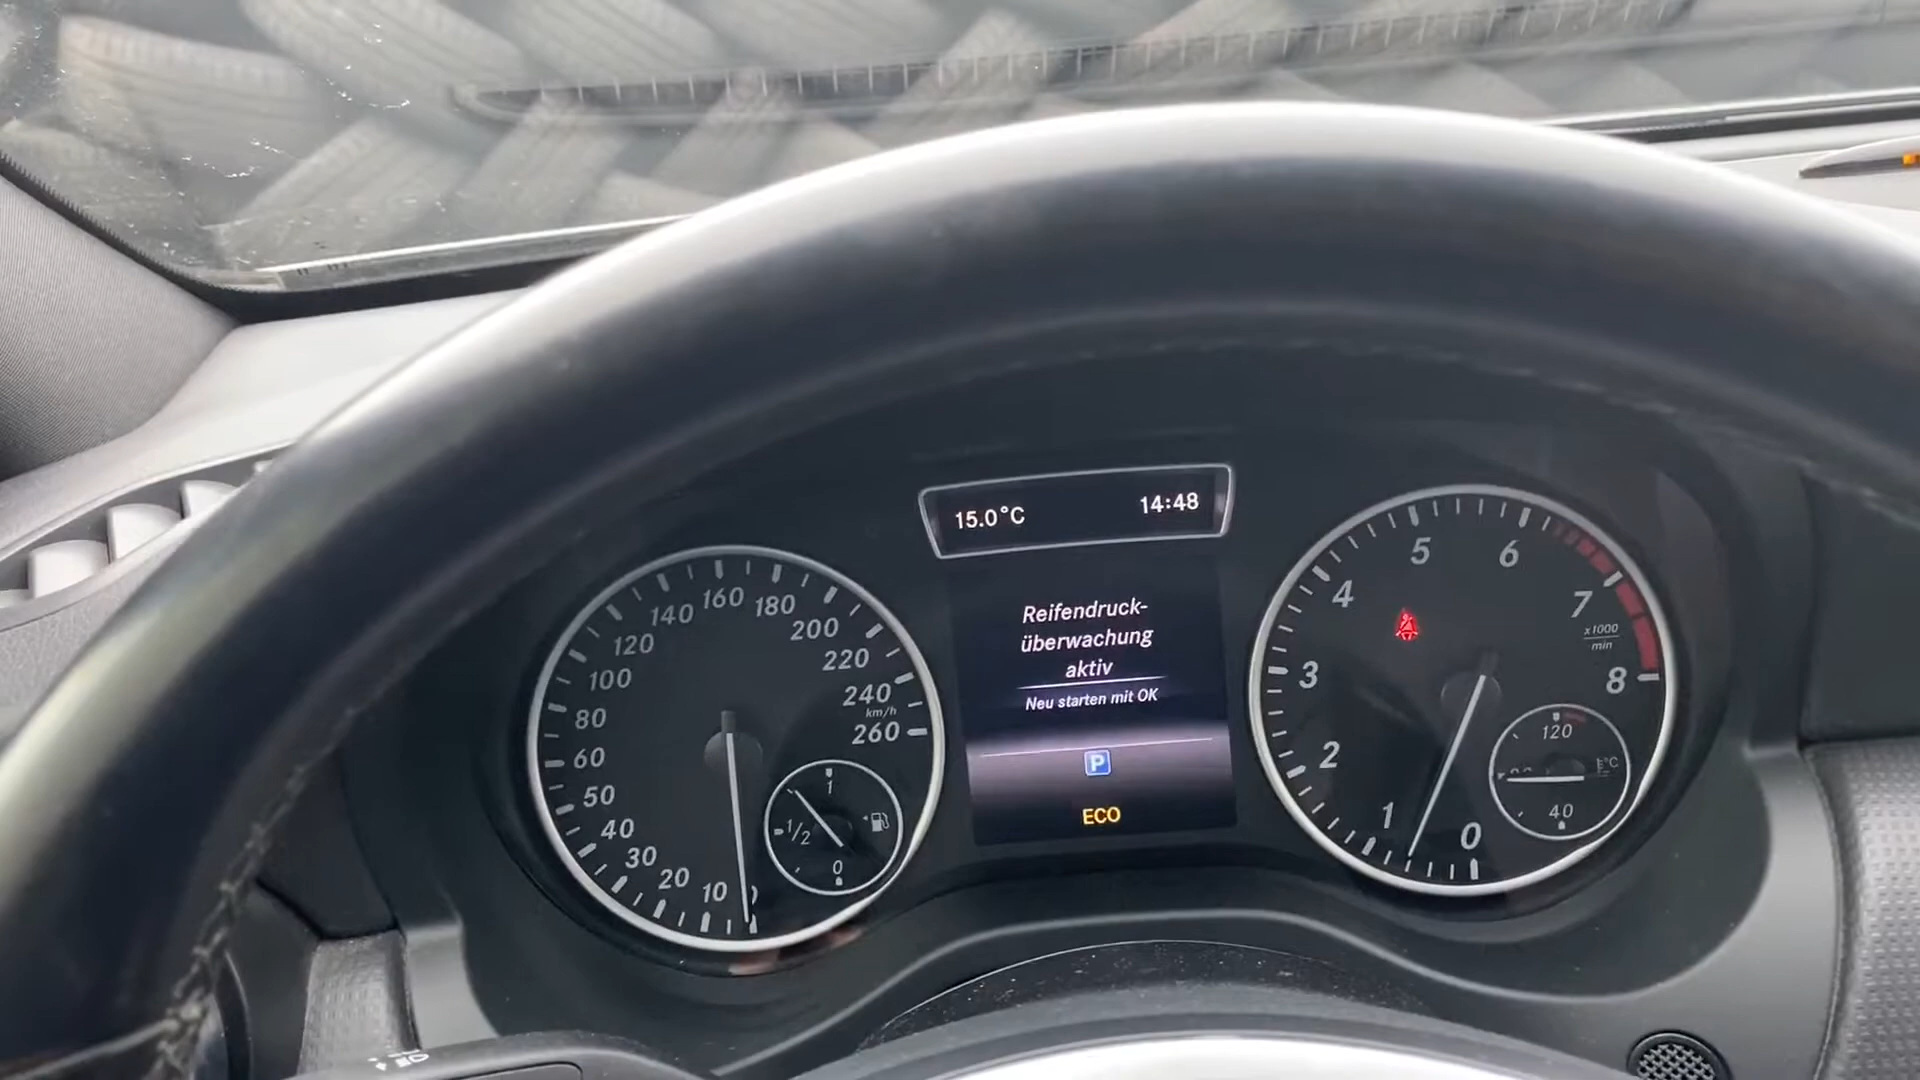 15.0°C 14:48
Reifendruck-
überwachung
aktiv
Neu starten mit OK
P
ECO
10
20
30
40
50
60
80
100
120
140
160
180
200
220
240
km/h
260
1
1/2
0
0
1
2
3
4
5
6
7
x1000
min
8
120
°C
40